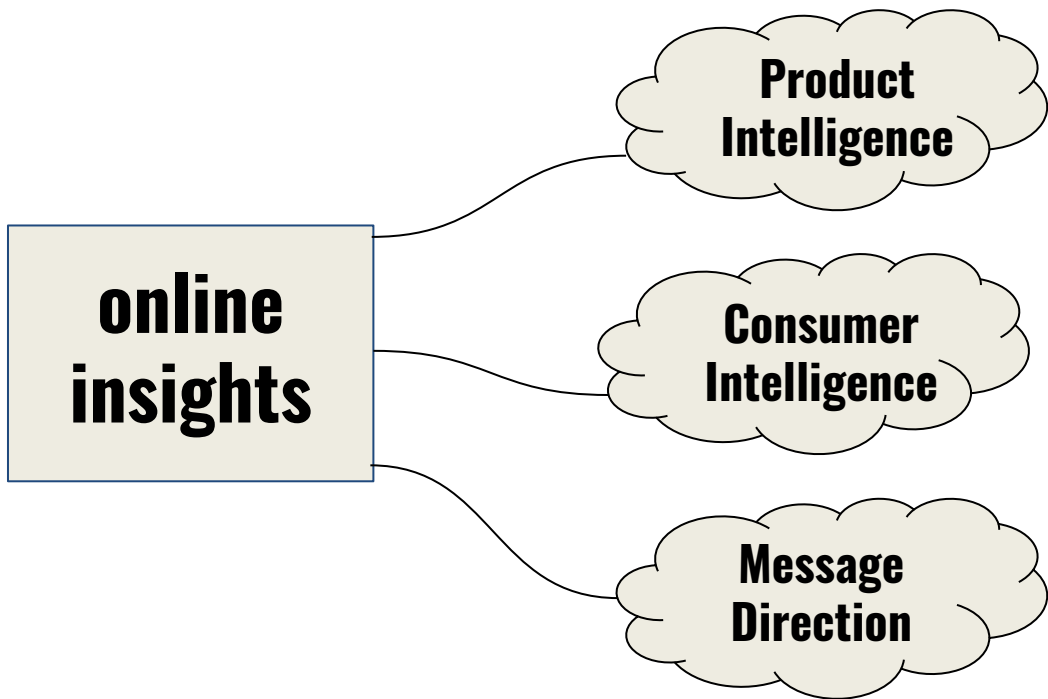 online
insights
Product
Intelligence
Consumer
Intelligence
Message
Direction